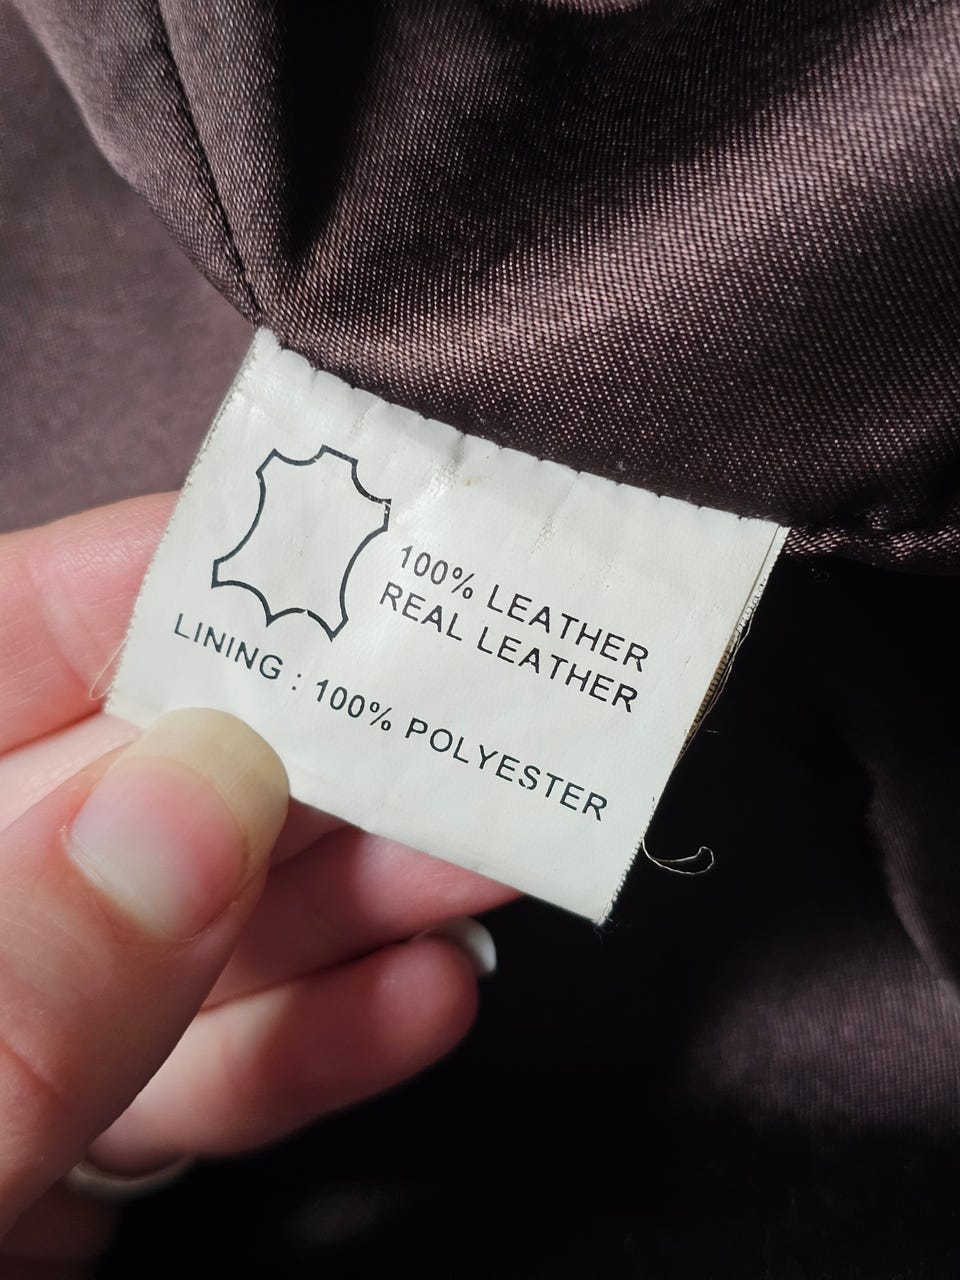 100% LEATHER
REAL LEATHER
LINING : 100% POLYESTER